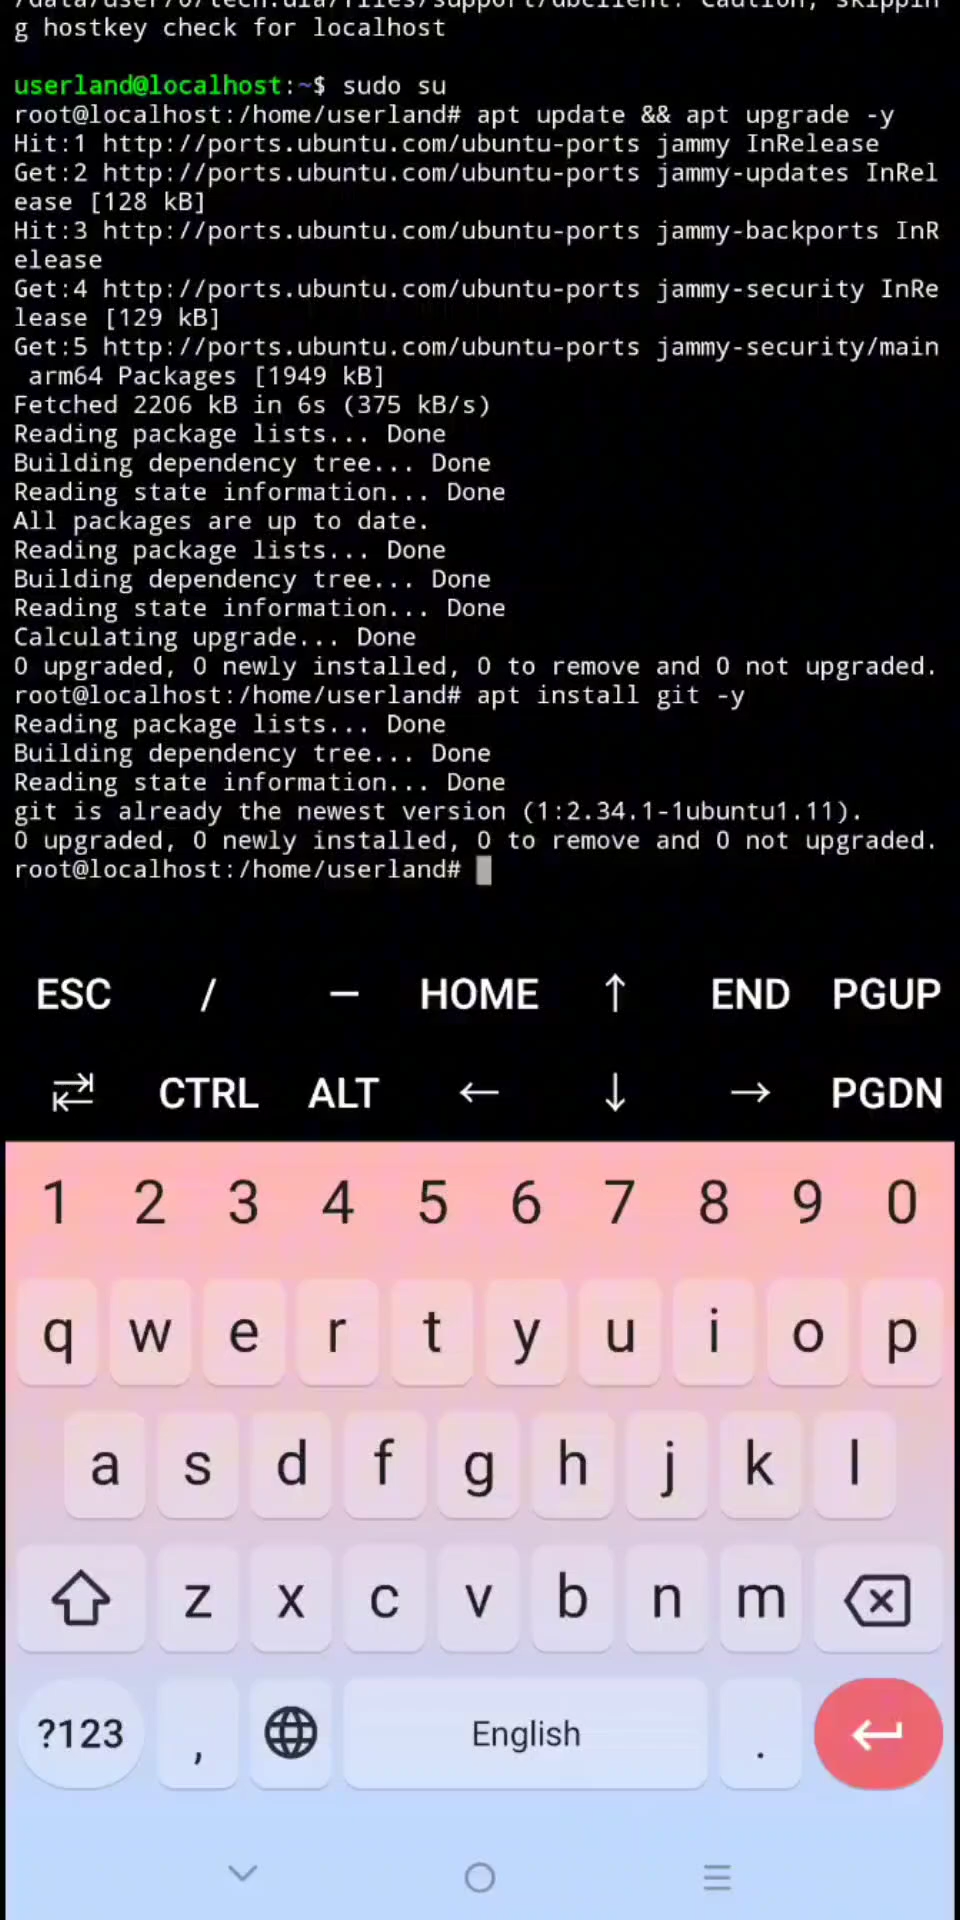 /data/user/0/tech.ula/files/support/dbclient: Caution, skippin
g hostkey check for localhost
userland@localhost:~$ sudo su
root@localhost:/home/userland# apt update && apt upgrade -y
Hit:1 http://ports.ubuntu.com/ubuntu-ports jammy InRelease
Get:2 http://ports.ubuntu.com/ubuntu-ports jammy-updates InRel
ease [128 kB]
Hit:3 http://ports.ubuntu.com/ubuntu-ports jammy-backports InR
elease
Get:4 http://ports.ubuntu.com/ubuntu-ports jammy-security InRe
lease [129 kB]
Get:5 http://ports.ubuntu.com/ubuntu-ports jammy-security/main
 arm64 Packages [1949 kB]
Fetched 2206 kB in 6s (375 kB/s)
Reading package lists... Done
Building dependency tree... Done
Reading state information... Done
All packages are up to date.
Reading package lists... Done
Building dependency tree... Done
Reading state information... Done
Calculating upgrade... Done
0 upgraded, 0 newly installed, 0 to remove and 0 not upgraded.
root@localhost:/home/userland# apt install git -y
Reading package lists... Done
Building dependency tree... Done
Reading state information... Done
git is already the newest version (1:2.34.1-1ubuntu1.11).
0 upgraded, 0 newly installed, 0 to remove and 0 not upgraded.
root@localhost:/home/userland#
ESC / — HOME ↑ END PGUP
CTRL ALT ← ↓ → PGDN
1 2 3 4 5 6 7 8 9 0
q w e r t y u i o p
a s d f g h j k l
z x c v b n m
?123 , English .